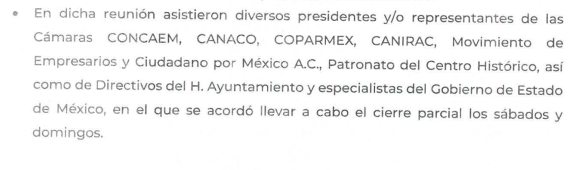 • En dicha reunión asistieron diversos presidentes y/o representantes de las
Cámaras CONCAEM, CANACO, COPARMEX, CANIRAC, Movimiento de
Empresarios y Ciudadano por México A.C., Patronato del Centro Histórico, así
como de Directivos del H. Ayuntamiento y especialistas del Gobierno de Estado
de México, en el que se acordó llevar a cabo el cierre parcial los sábados y
domingos.